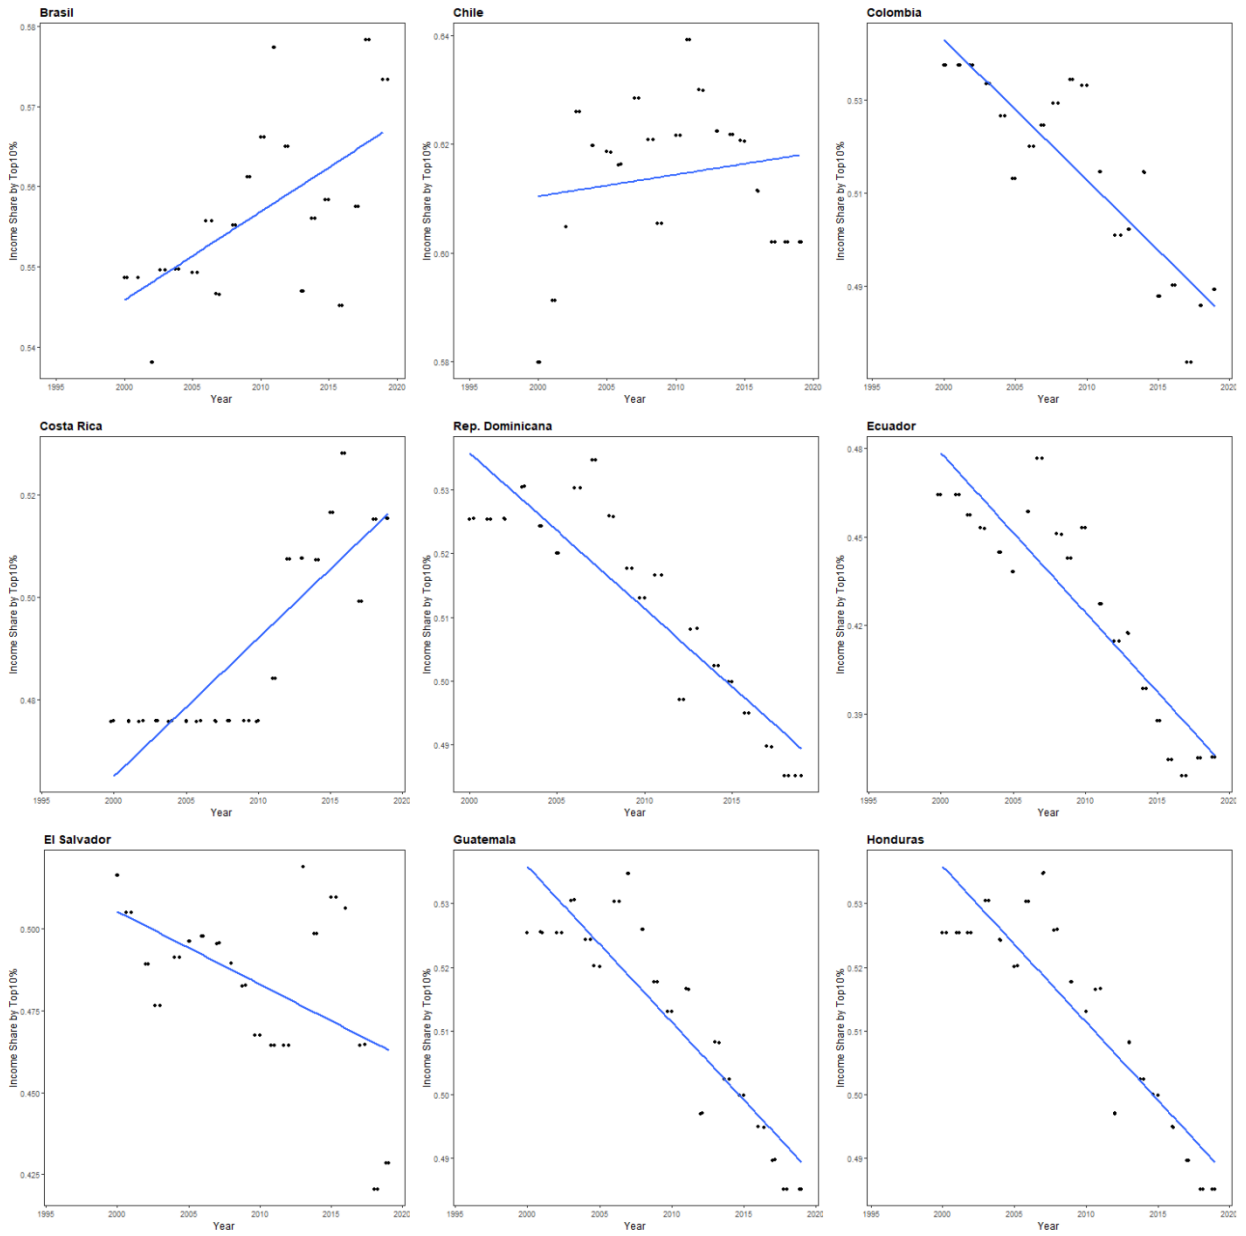 Brasil
Income Share by Top10%
0.58
0.57
0.56
0.55
0.54
1995 2000 2005 2010 2015 2020
Year
Chile
Income Share by Top10%
0.64
0.62
0.60
0.58
1995 2000 2005 2010 2015 2020
Year
Colombia
Income Share by Top10%
0.53
0.51
0.49
1995 2000 2005 2010 2015 2020
Year
Costa Rica
Income Share by Top10%
0.52
0.50
0.48
1995 2000 2005 2010 2015 2020
Year
Rep. Dominicana
Income Share by Top10%
0.53
0.52
0.51
0.50
0.49
2000 2005 2010 2015
Year
Ecuador
Income Share by Top10%
0.48
0.45
0.42
0.39
1995 2000 2005 2010 2015 2020
Year
El Salvador
Income Share by Top10%
0.500
0.475
0.450
0.425
1995 2000 2005 2010 2015 2020
Year
Guatemala
Income Share by Top10%
0.53
0.52
0.51
0.50
0.49
1995 2000 2005 2010 2015 2020
Year
Honduras
Income Share by Top10%
0.53
0.52
0.51
0.50
0.49
1995 2000 2005 2010 2015 2020
Year